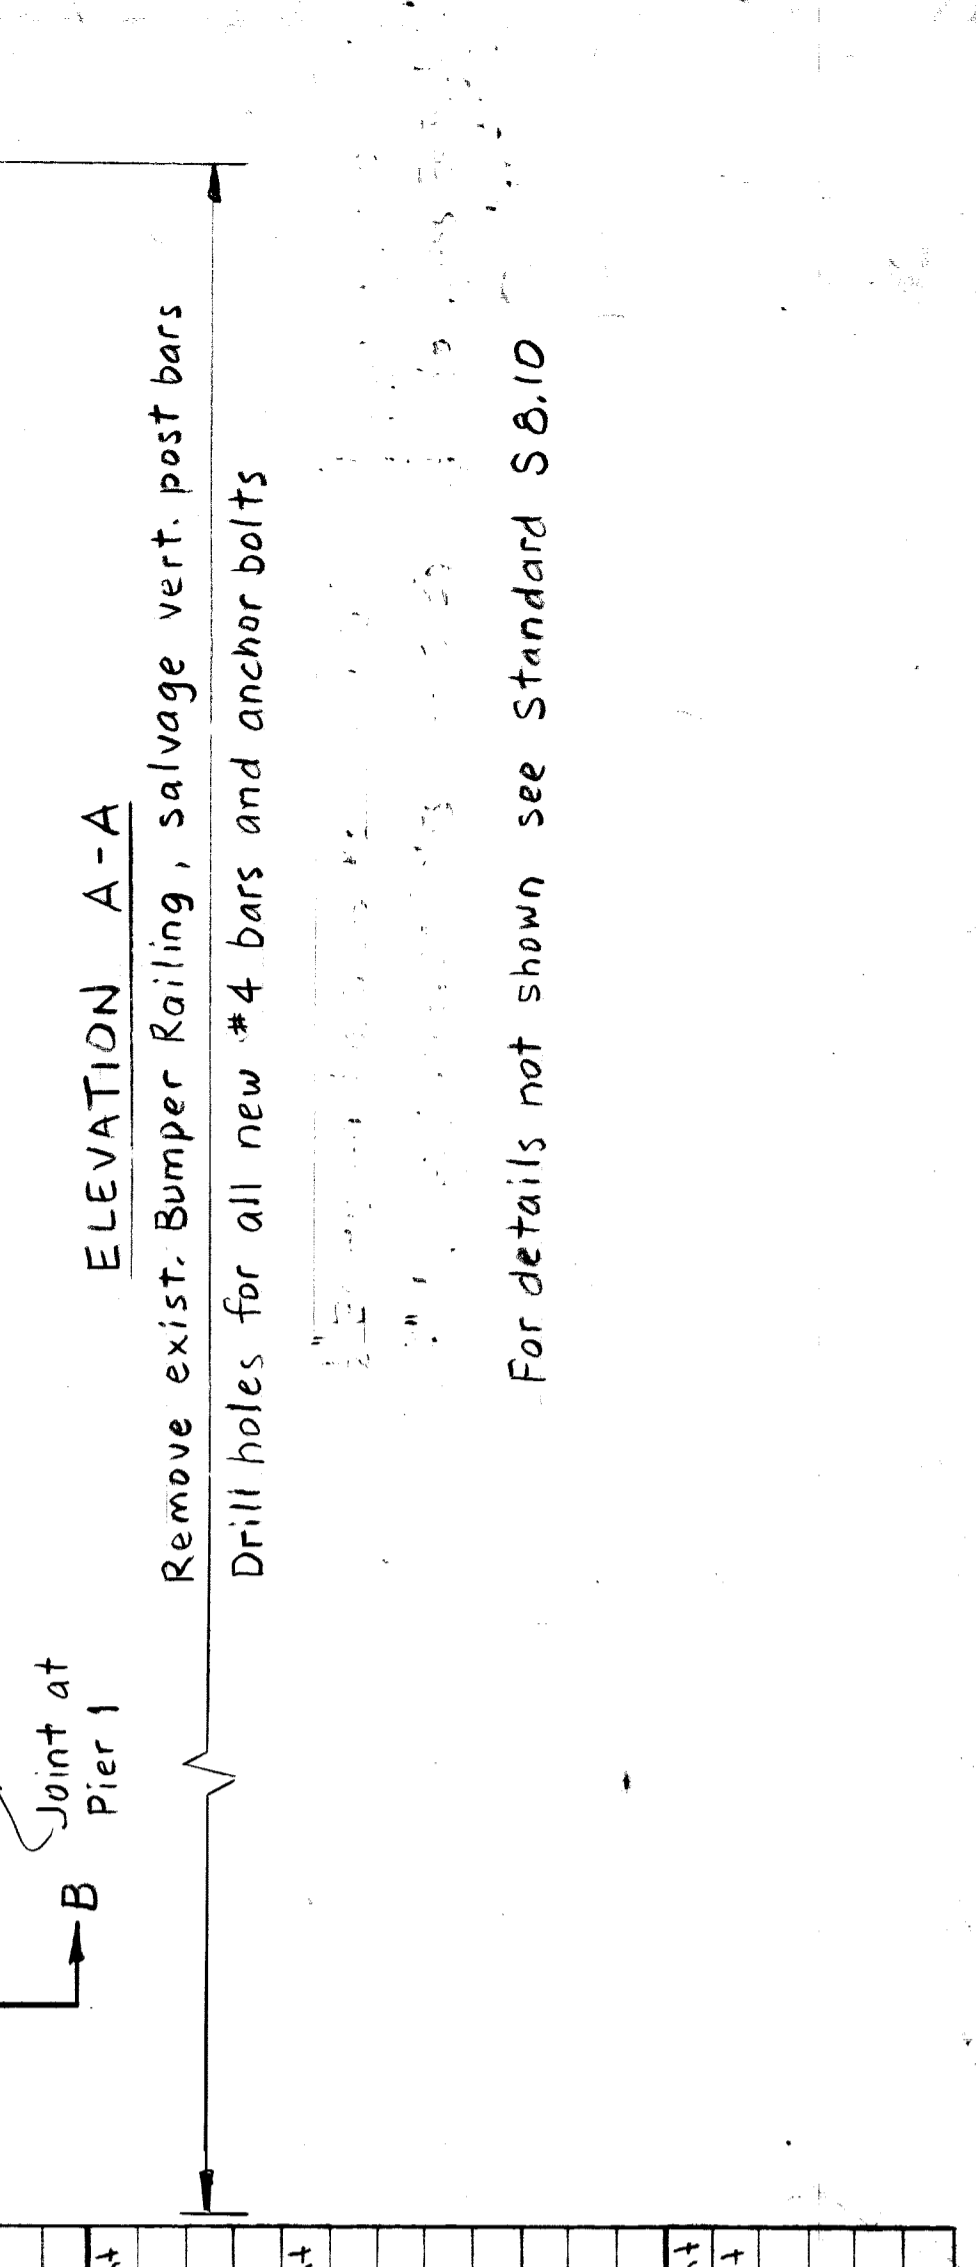 Joint at
Pier 1
B
ELEVATION A-A
Remove exist. Bumper Railing, salvage vert. post bars
Drill holes for all new #4 bars and anchor bolts
For details not shown see Standard S 8.10